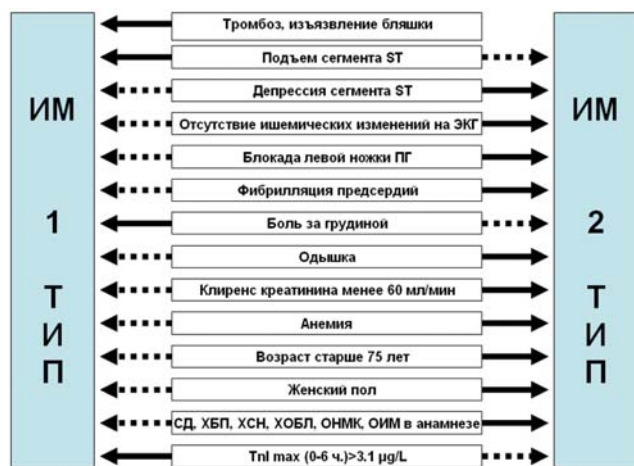 Тромбоз, изъязвление бляшки
Подъем сегмента ST
Депрессия сегмента ST
ИМ
ИМ
Отсутствие ишемических изменений на ЭКГ
Блокада левой ножки ПГ
Фибрилляция предсердий
1
Боль за грудиной
2
Одышка
Т
Клиренс креатинина менее 60 мл/мин
Т
И
Анемия
И
П
Возраст старше 75 лет
П
Женский пол
СД, ХБП, ХСН, ХОБЛ, ОНМК, ОИМ в анамнезе
TnI max (0-6 ч.)>3.1 µg/L